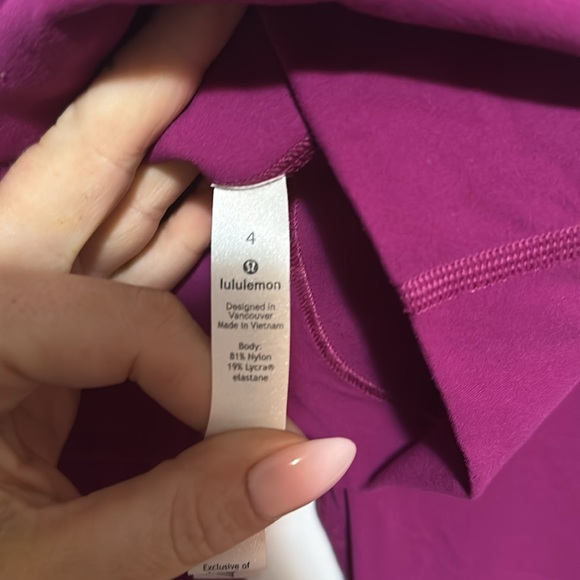 4
lululemon
Designed in
Vancouver
Made in Vietnam
Body:
81% Nylon
19% Lycra®
elastane
Exclusive of